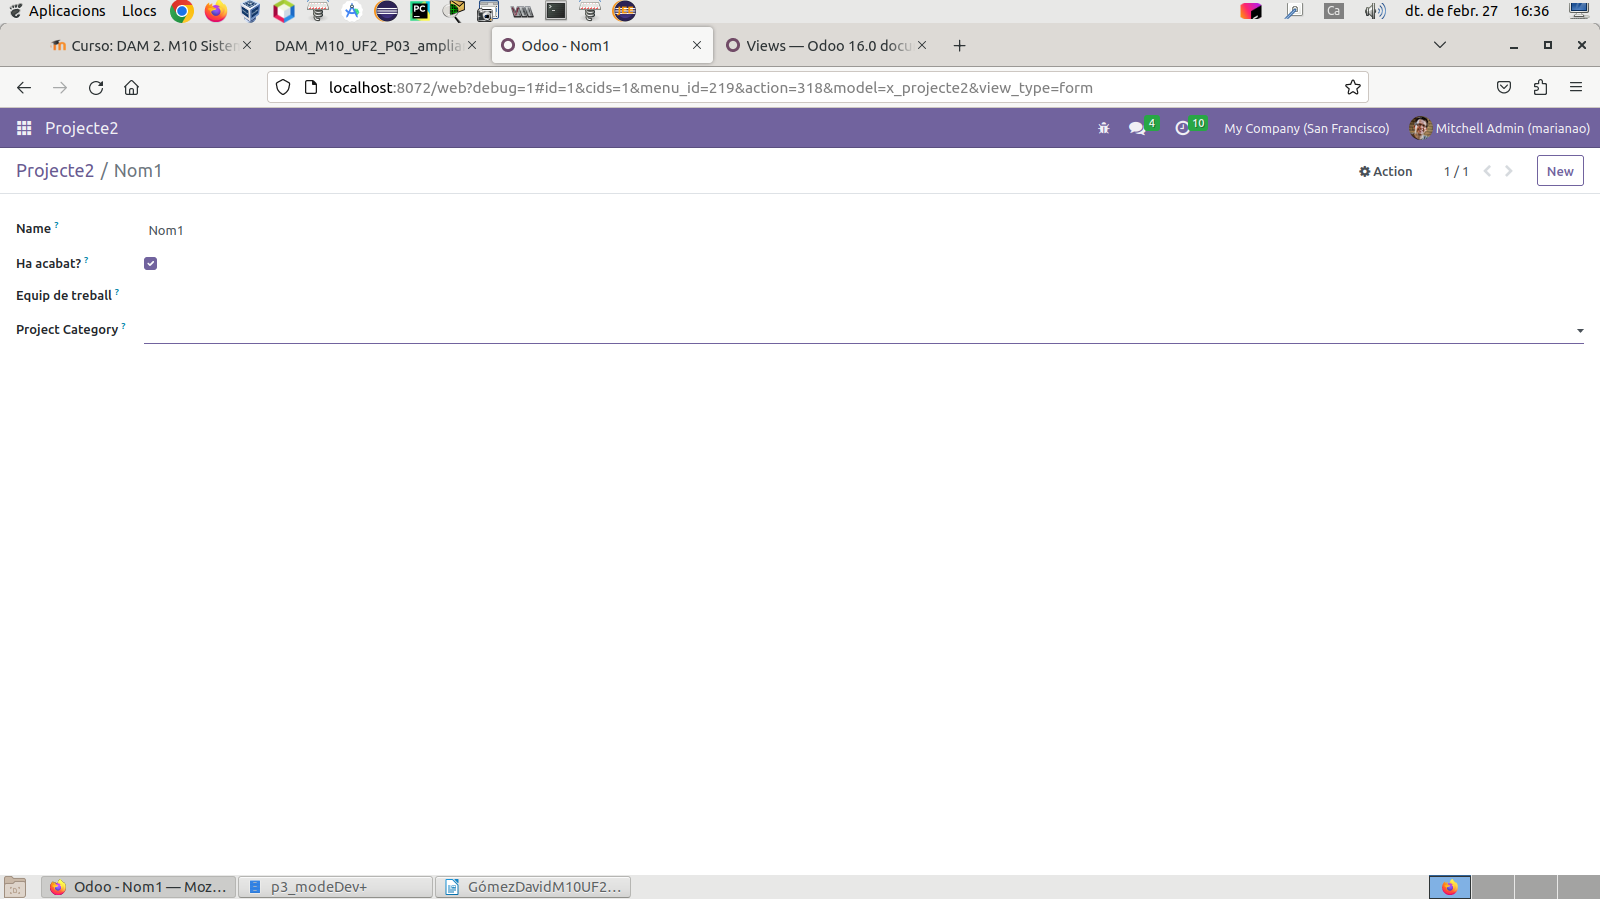 Aplicacions Llocs Ca dt. de febr. 27 16:36
Curso: DAM 2. M10 Sister DAM_M10_UF2_P03_amplia Odoo - Nom1 Views — Odoo 16.0 docu
localhost:8072/web?debug=1#id=1&cids=1&menu_id=219&action=318&model=x_projecte2&view_type=form
Projecte2 4 10 My Company (San Francisco) Mitchell Admin (marianao)
Projecte2 / Nom1 Action 1 / 1 New
Name ? Nom1
Ha acabat? ?
Equip de treball ?
Project Category ?
Odoo - Nom1 — Moz... p3_modeDev+ GómezDavidM10UF2...